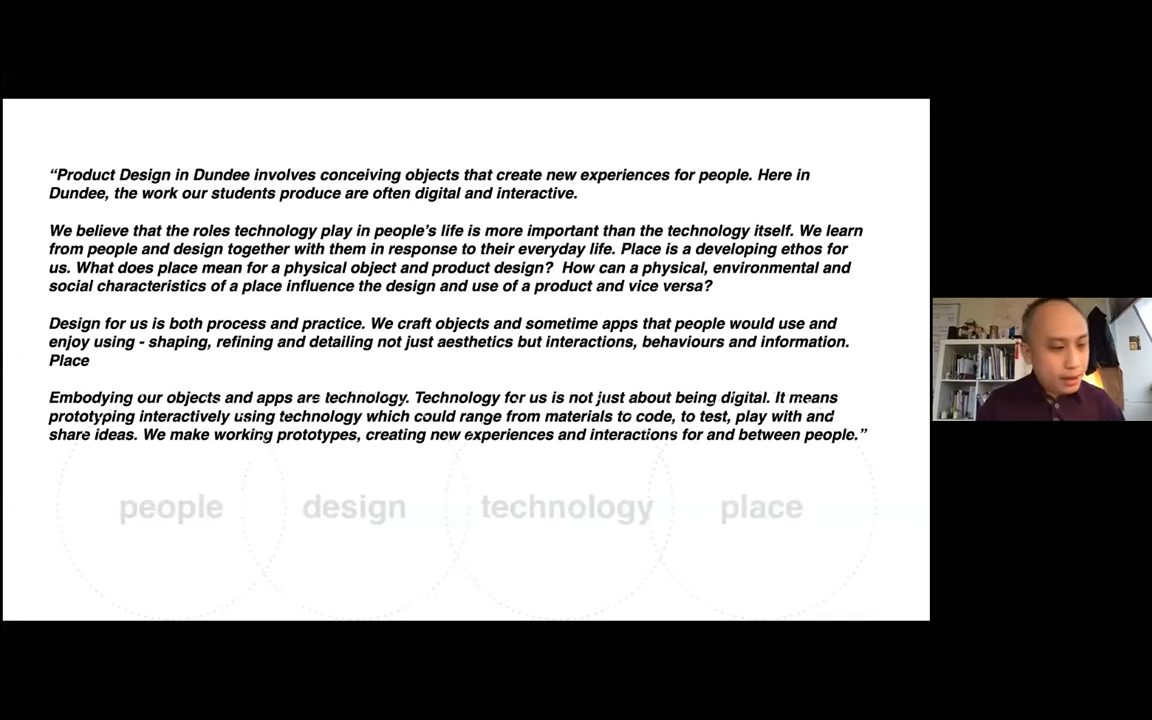 “Product Design in Dundee involves conceiving objects that create new experiences for people. Here in
Dundee, the work our students produce are often digital and interactive.
We believe that the roles technology play in people’s life is more important than the technology itself. We learn
from people and design together with them in response to their everyday life. Place is a developing ethos for
us. What does place mean for a physical object and product design? How can a physical, environmental and
social characteristics of a place influence the design and use of a product and vice versa?
Design for us is both process and practice. We craft objects and sometime apps that people would use and
enjoy using - shaping, refining and detailing not just aesthetics but interactions, behaviours and information.
Place
Embodying our objects and apps are technology. Technology for us is not just about being digital. It means
prototyping interactively using technology which could range from materials to code, to test, play with and
share ideas. We make working prototypes, creating new experiences and interactions for and between people.”
people design technology place